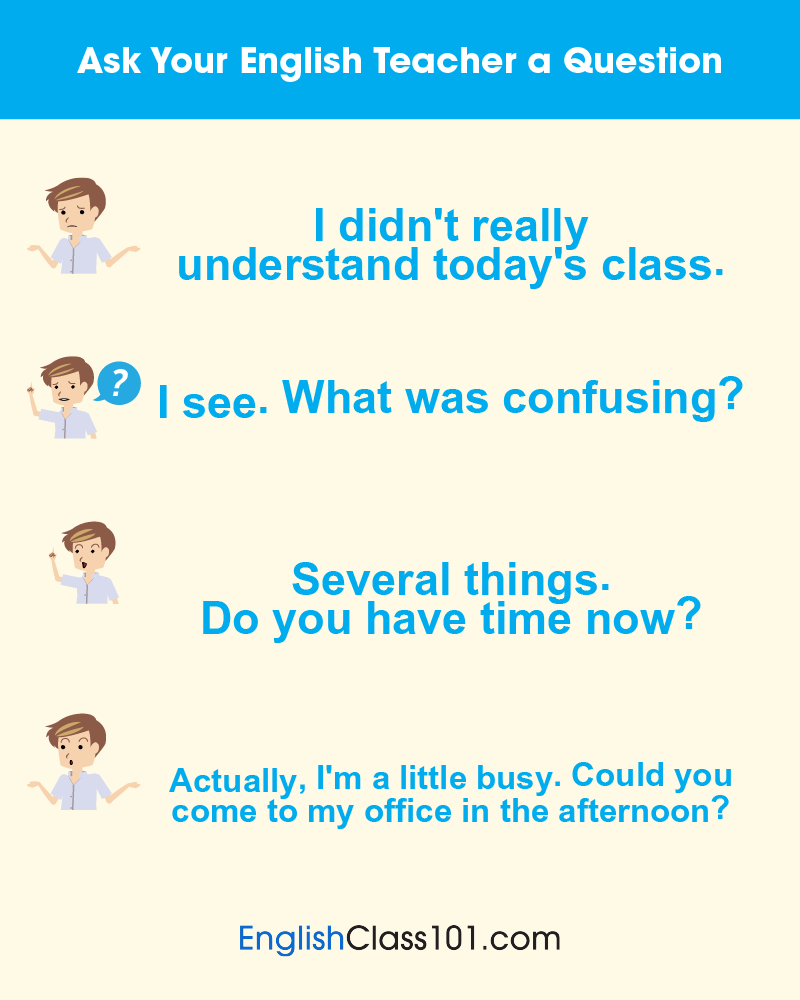 Ask Your English Teacher a Question
I didn't really
understand today's class.
?
I see. What was confusing?
Several things.
Do you have time now?
Actually, I'm a little busy. Could you
come to my office in the afternoon?
EnglishClass101.com